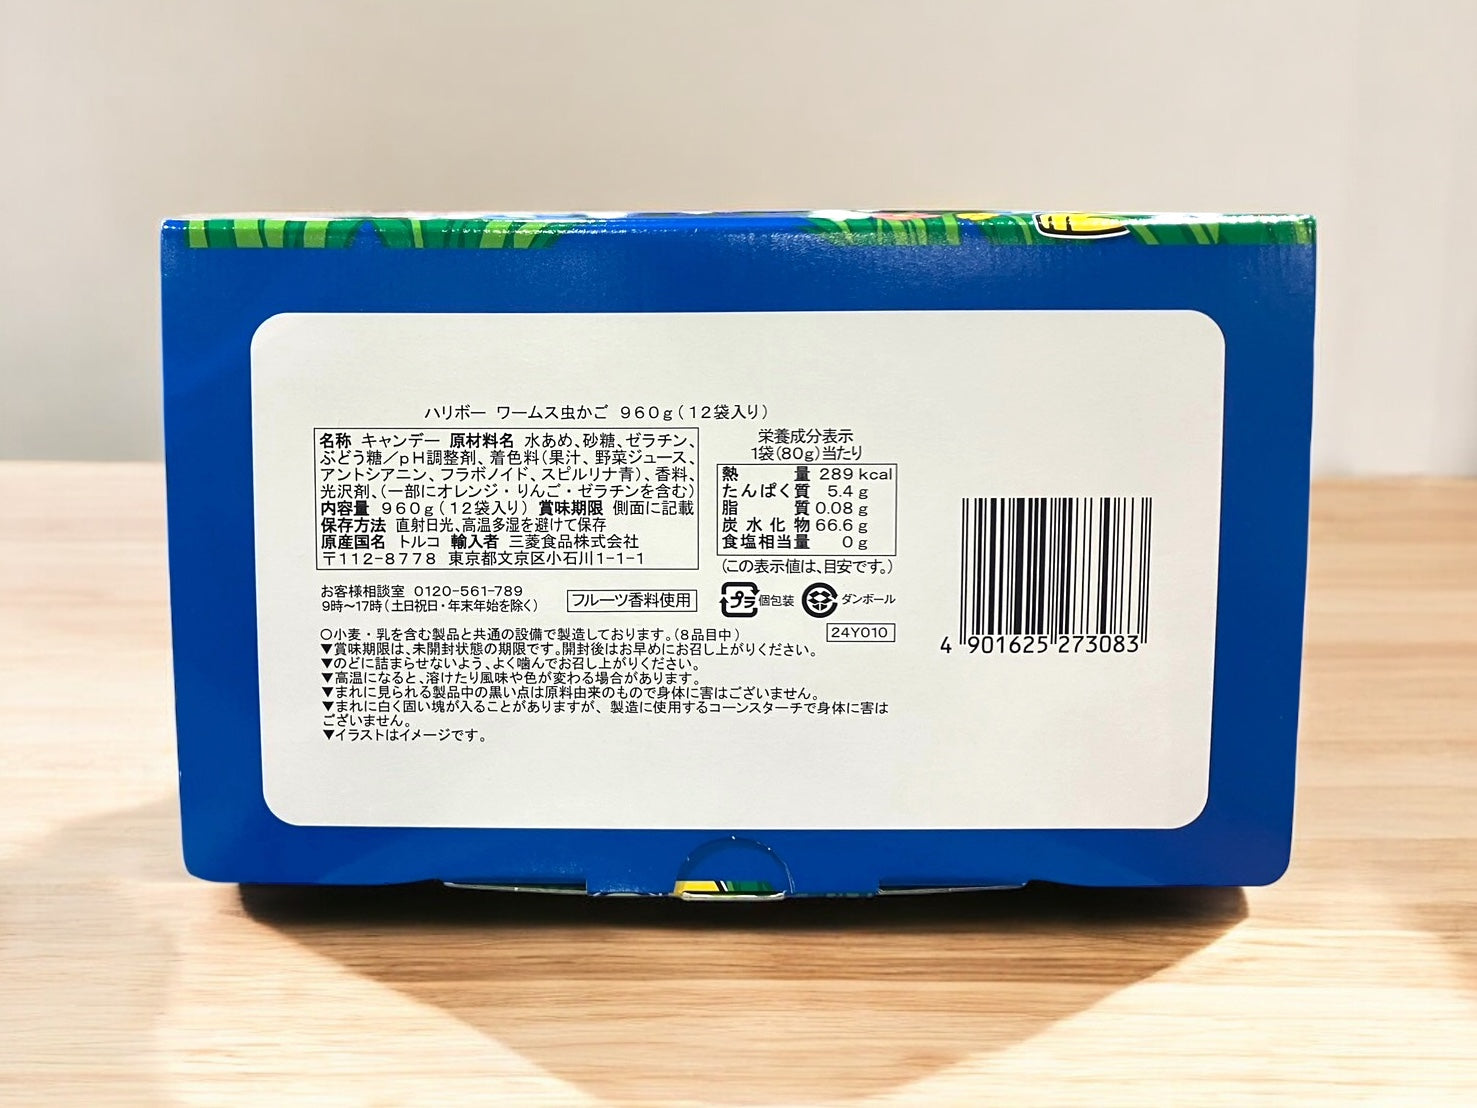 ハリボー ワームス虫かご 960g(12袋入り)
名称 キャンデー 原材料名 水あめ、砂糖、ゼラチン、
ぶどう糖/pH調整剤、着色料(果汁、野菜ジュース、
アントシアニン、フラボノイド、スピルリナ青)、香料、
光沢剤、(一部にオレンジ・りんご・ゼラチンを含む)
内容量 960g(12袋入り) 賞味期限 側面に記載
保存方法 直射日光、高温多湿を避けて保存
原産国名 トルコ 輸入者 三菱食品株式会社
〒112-8778 東京都文京区小石川1-1-1
お客様相談室 0120-561-789
9時~17時(土日祝日・年末年始を除く)
フルーツ香料使用
栄養成分表示
1袋(80g)当たり
熱量 289 kcal
たんぱく質 5.4 g
脂質 0.08 g
炭水化物 66.6 g
食塩相当量 0 g
(この表示値は、目安です。)
プラ 個包装 ダンボール
24Y010
○小麦・乳を含む製品と共通の設備で製造しております。(8品目中)
▼賞味期限は、未開封状態の期限です。開封後はお早めにお召し上がりください。
▼のどに詰まらせないよう、よく噛んでお召し上がりください。
▼高温になると、溶けたり風味や色が変わる場合があります。
▼まれに見られる製品中の黒い点は原料由来のもので身体に害はございません。
▼まれに白く固い塊が入ることがありますが、製造に使用するコーンスターチで身体に害は
ございません。
▼イラストはイメージです。
4 901625 273083